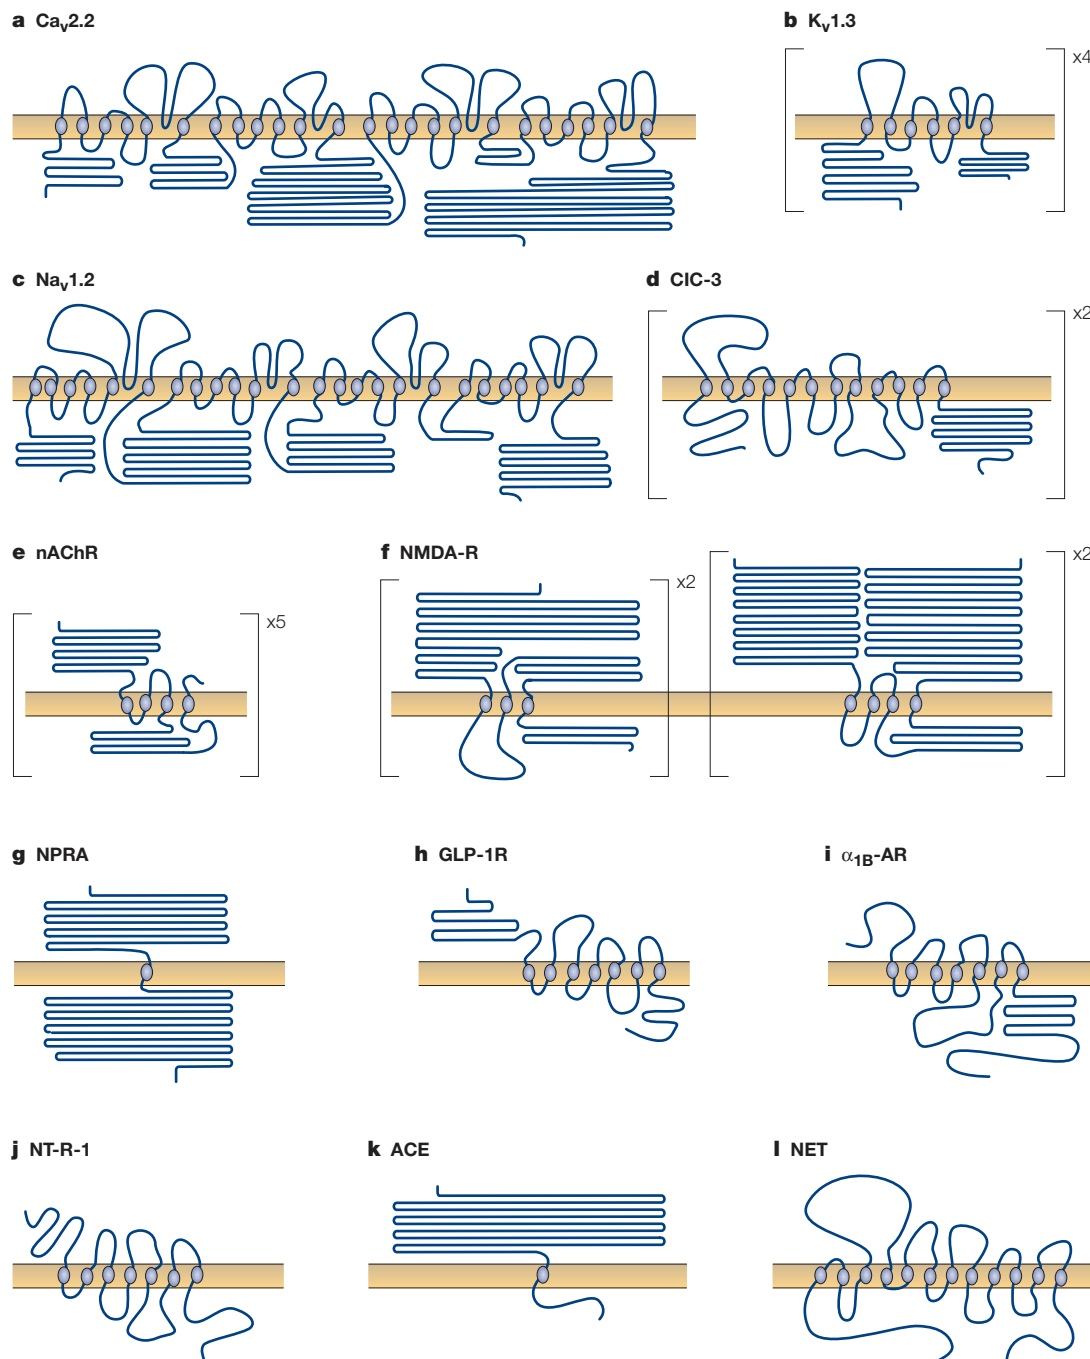 a Cav2.2
b Kv1.3
x4
c Nav1.2
d ClC-3
x2
e nAChR
x5
f NMDA-R
x2
x2
g NPRA
h GLP-1R
i α1B-AR
j NT-R-1
k ACE
l NET